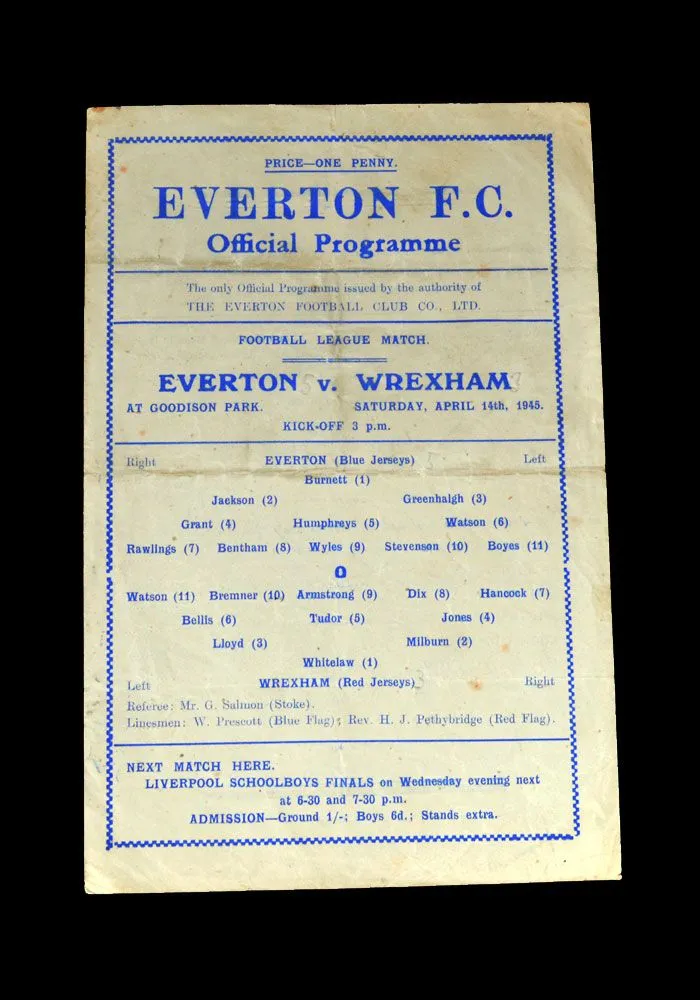 PRICE—ONE PENNY.
EVERTON F.C.
Official Programme
The only Official Programme issued by the authority of
THE EVERTON FOOTBALL CLUB CO., LTD.
FOOTBALL LEAGUE MATCH.
EVERTON v. WREXHAM
AT GOODISON PARK. SATURDAY, APRIL 14th, 1945.
KICK-OFF 3 p.m.
Right EVERTON (Blue Jerseys) Left
Burnett (1)
Jackson (2) Greenhalgh (3)
Grant (4) Humphreys (5) Watson (6)
Rawlings (7) Bentham (8) Wyles (9) Stevenson (10) Boyes (11)
O
Watson (11) Bremner (10) Armstrong (9) Dix (8) Hancock (7)
Bellis (6) Tudor (5) Jones (4)
Lloyd (3) Milburn (2)
Whitelaw (1)
Left WREXHAM (Red Jerseys) Right
Referee: Mr. G. Salmon (Stoke).
Linesmen: W. Prescott (Blue Flag); Rev. H. J. Pethybridge (Red Flag).
NEXT MATCH HERE.
LIVERPOOL SCHOOLBOYS FINALS on Wednesday evening next
at 6-30 and 7-30 p.m.
ADMISSION—Ground 1/-; Boys 6d.; Stands extra.